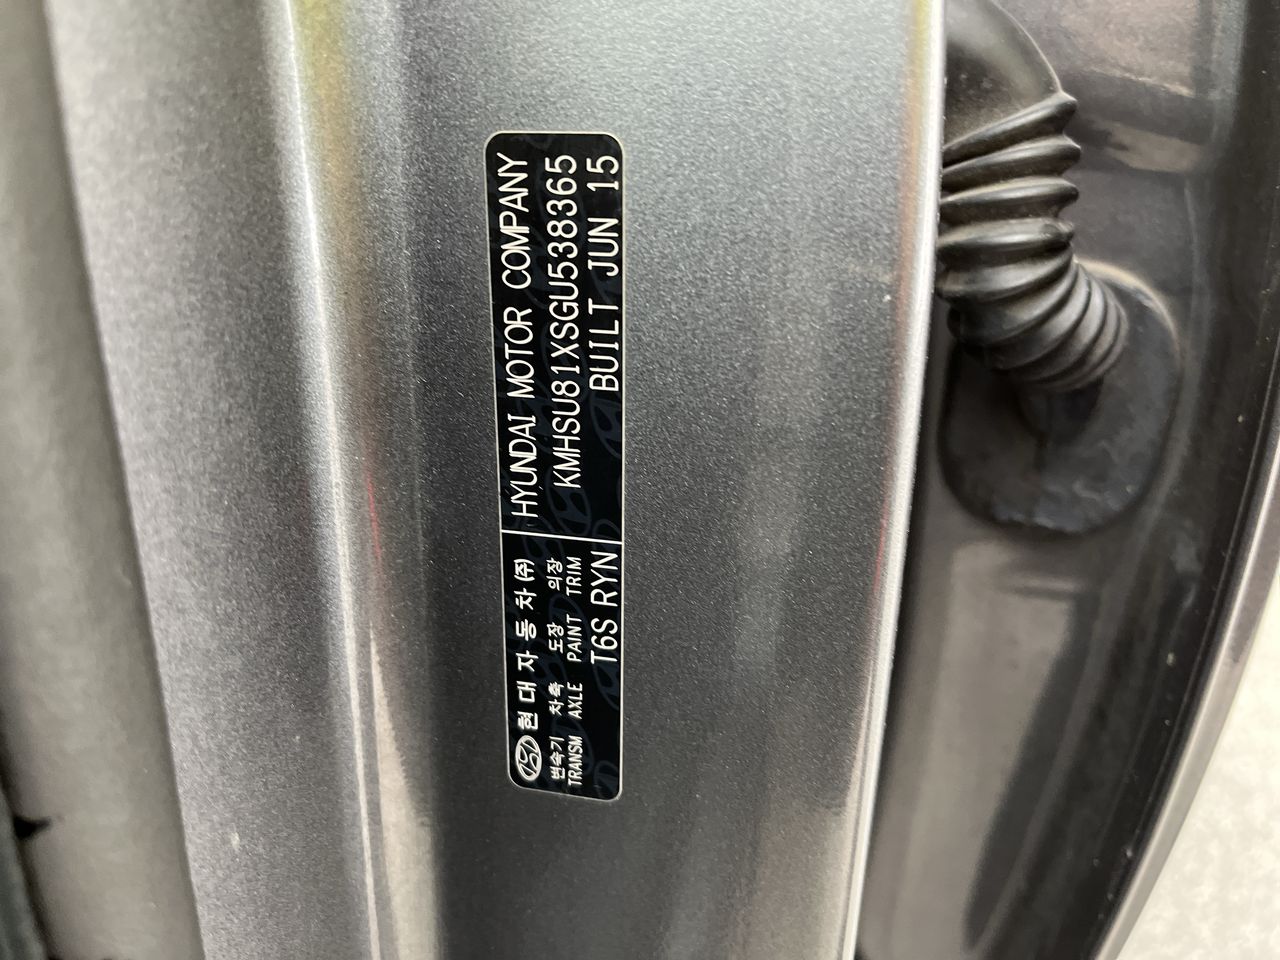 현대자동차(주) HYUNDAI MOTOR COMPANY
변속기 차축 도장 의장 KMHSU81XSGU538365
TRANSM AXLE PAINT TRIM
T6S RYN BUILT JUN 15